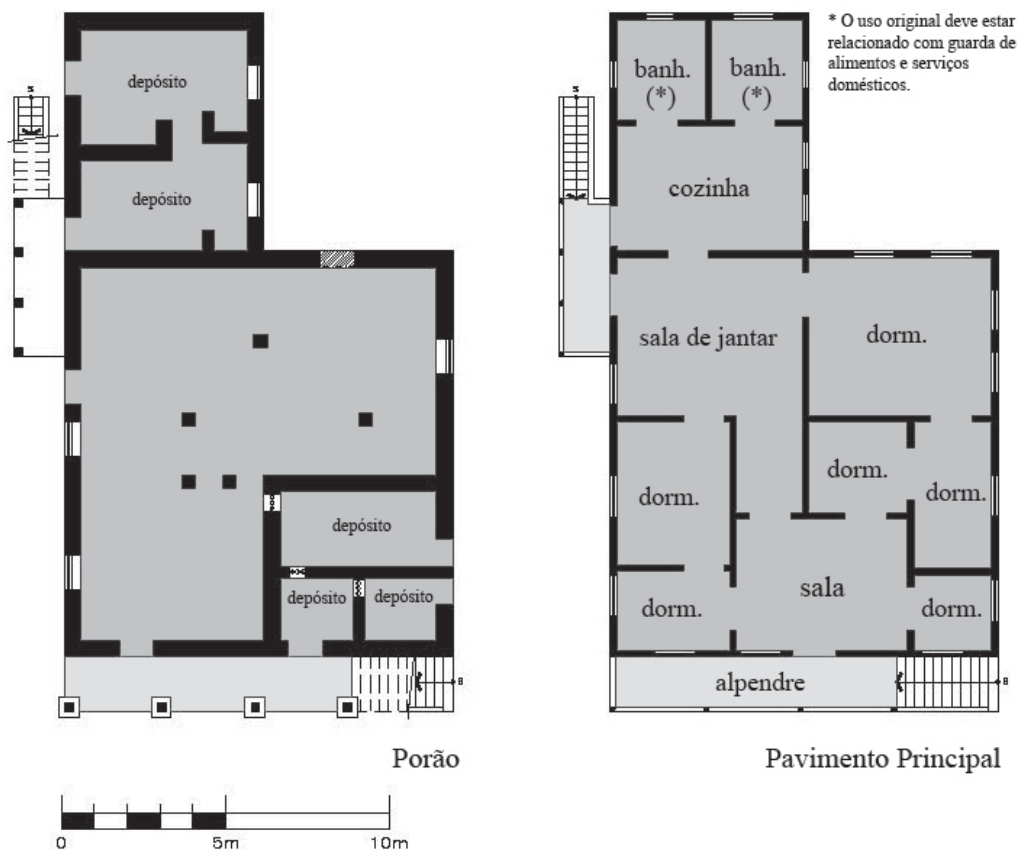 * O uso original deve estar
relacionado com guarda de
alimentos e serviços
domésticos.
depósito
depósito
depósito
depósito
depósito
Porão
banh.
(*)
banh.
(*)
cozinha
sala de jantar
dorm.
dorm.
dorm.
dorm.
dorm.
sala
dorm.
alpendre
Pavimento Principal
0
5m
10m